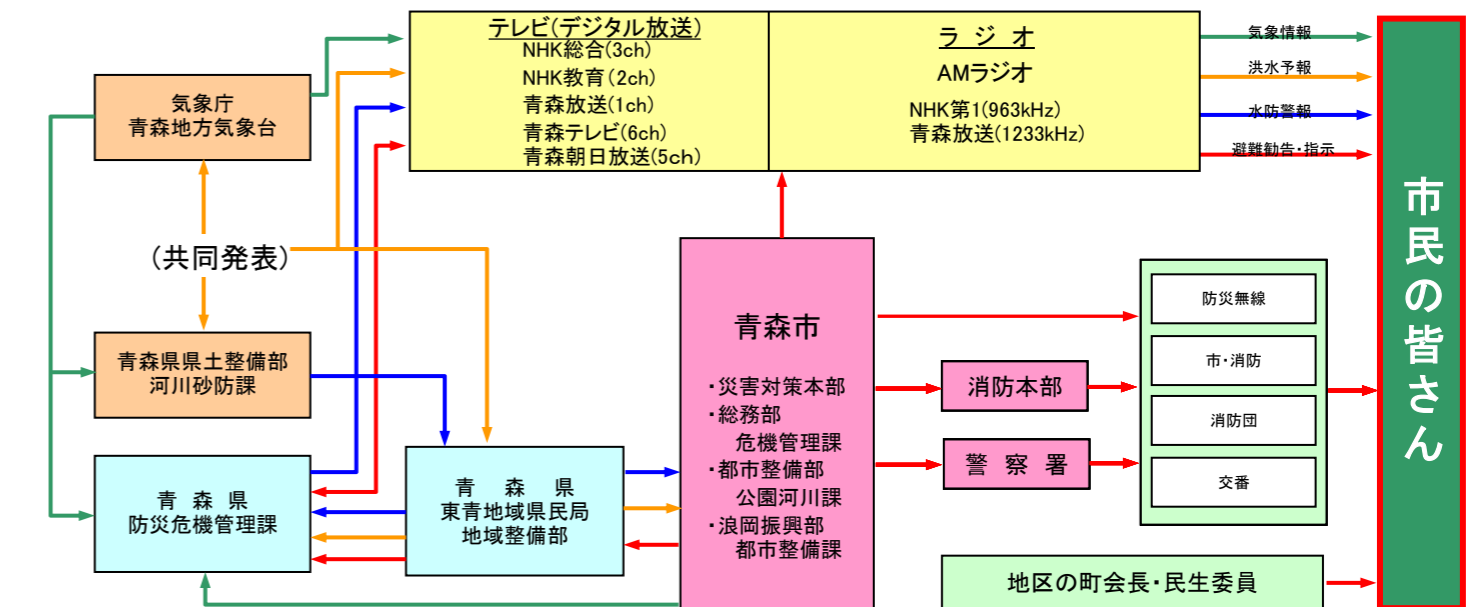 テレビ(デジタル放送)
NHK総合(3ch)
NHK教育(2ch)
青森放送(1ch)
青森テレビ(6ch)
青森朝日放送(5ch)
ラ ジ オ
AMラジオ
NHK第1(963kHz)
青森放送(1233kHz)
気象情報
洪水予報
水防警報
避難勧告・指示
市民の皆さん
気象庁
青森地方気象台
(共同発表)
青森県県土整備部
河川砂防課
青 森 県
防災危機管理課
青 森 県
東青地域県民局
地域整備部
青森市
・災害対策本部
・総務部
危機管理課
・都市整備部
公園河川課
・浪岡振興部
都市整備課
消防本部
警 察 署
防災無線
市・消防
消防団
交番
地区の町会長・民生委員